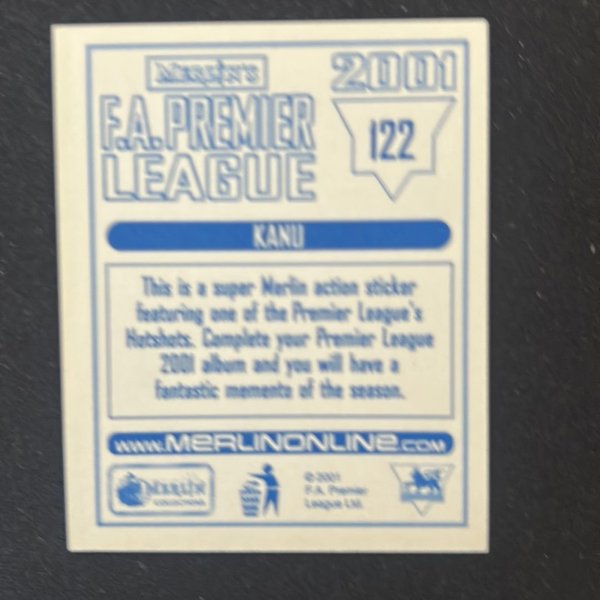 MERLIN'S
2001
F.A. PREMIER
LEAGUE
122
KANU
This is a super Merlin action sticker
featuring one of the Premier League's
Hotshots. Complete your Premier League
2001 album and you will have a
fantastic memento of the season.
www.MERLINONLINE.COM
MERLIN
COLLECTIONS
© 2001
F.A. Premier
League Ltd.